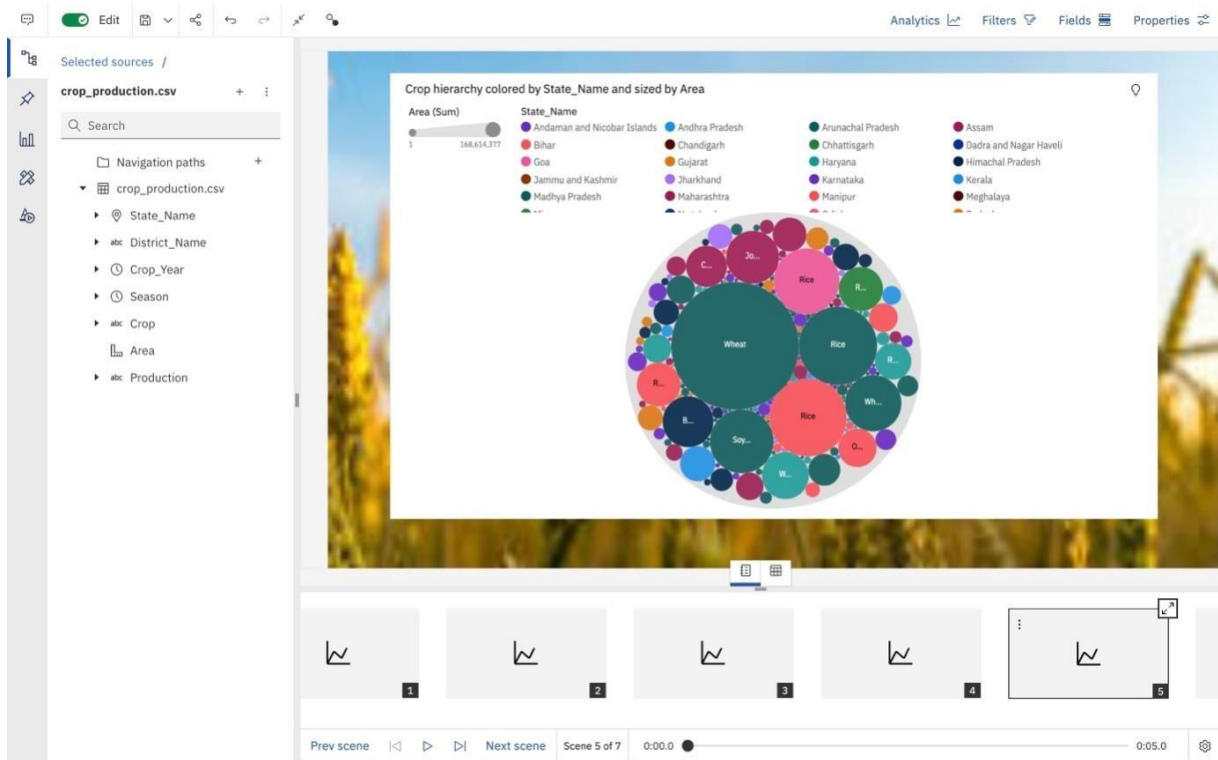 Edit
Analytics
Filters
Fields
Properties
Selected sources /
crop_production.csv
Search
Navigation paths
crop_production.csv
State_Name
abc District_Name
Crop_Year
Season
abc Crop
Area
abc Production
Crop hierarchy colored by State_Name and sized by Area
Area (Sum)
1 168,614,377
State_Name
Andaman and Nicobar Islands Andhra Pradesh Arunachal Pradesh Assam
Bihar Chandigarh Chhattisgarh Dadra and Nagar Haveli
Goa Gujarat Haryana Himachal Pradesh
Jammu and Kashmir Jharkhand Karnataka Kerala
Madhya Pradesh Maharashtra Manipur Meghalaya
C...
Jo...
Rice
R...
Wheat
Rice
R...
R...
Wh...
B...
Rice
Soy...
O...
W...
1
2
3
4
5
Prev scene
Next scene
Scene 5 of 7
0:00.0
0:05.0